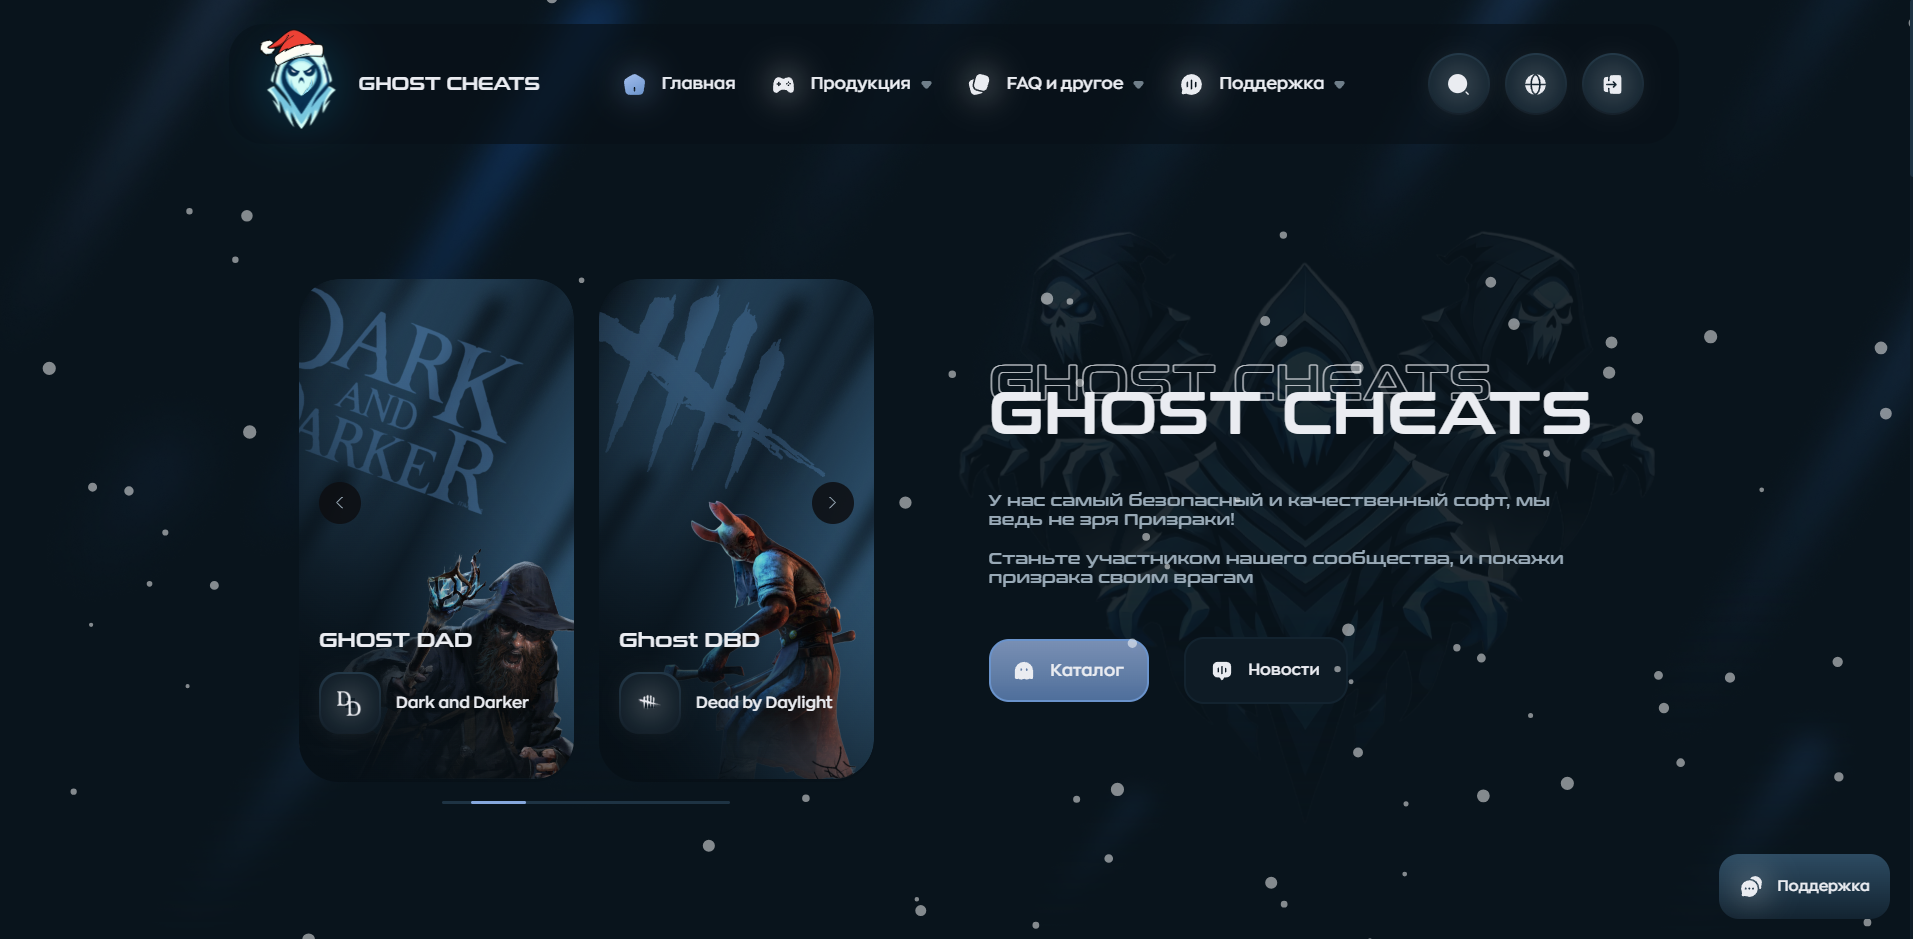 GHOST CHEATS
Главная
Продукция
FAQ и другое
Поддержка
DARK
AND
DARKER
GHOST DAD
DD
Dark and Darker
Ghost DBD
Dead by Daylight
GHOST CHEATS
GHOST CHEATS
У нас самый безопасный и качественный софт, мы
ведь не зря Призраки!
Станьте участником нашего сообщества, и покажи
призрака своим врагам
Каталог
Новости
Поддержка